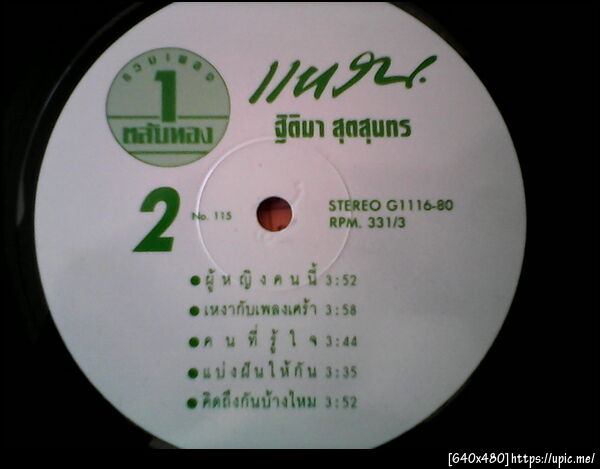 รวมเพลง
1
ตลับทอง
แหวน
ฐิติมา สุตสุนทร
2
No. 115
STEREO G1116-80
RPM. 331/3
●ผู้หญิงคนนี้ 3:52
●เหงากับเพลงเศร้า 3:58
●คนที่รู้ใจ 3:44
●แบ่งฝันให้กัน 3:35
●คิดถึงกันบ้างไหม 3:52
[640x480]https://upic.me/